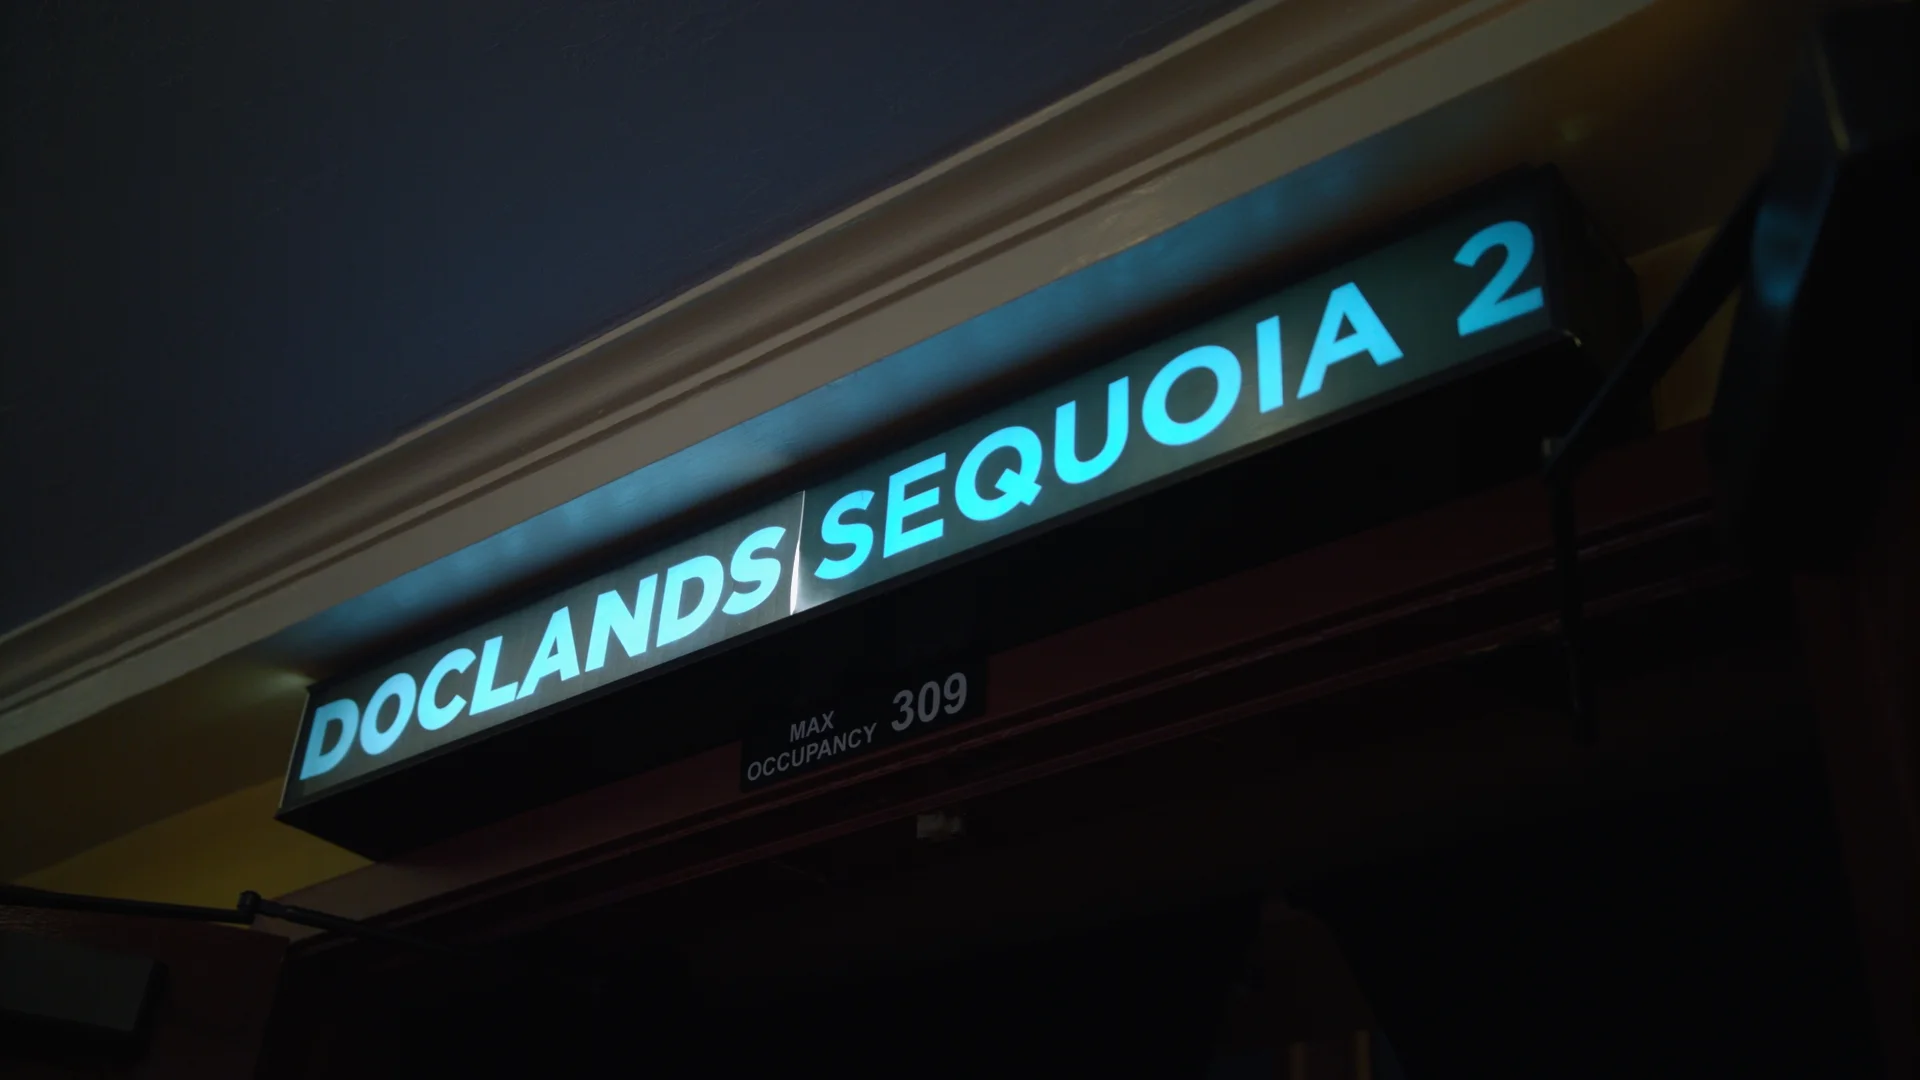 DOCLANDS SEQUOIA 2
MAX
OCCUPANCY 309